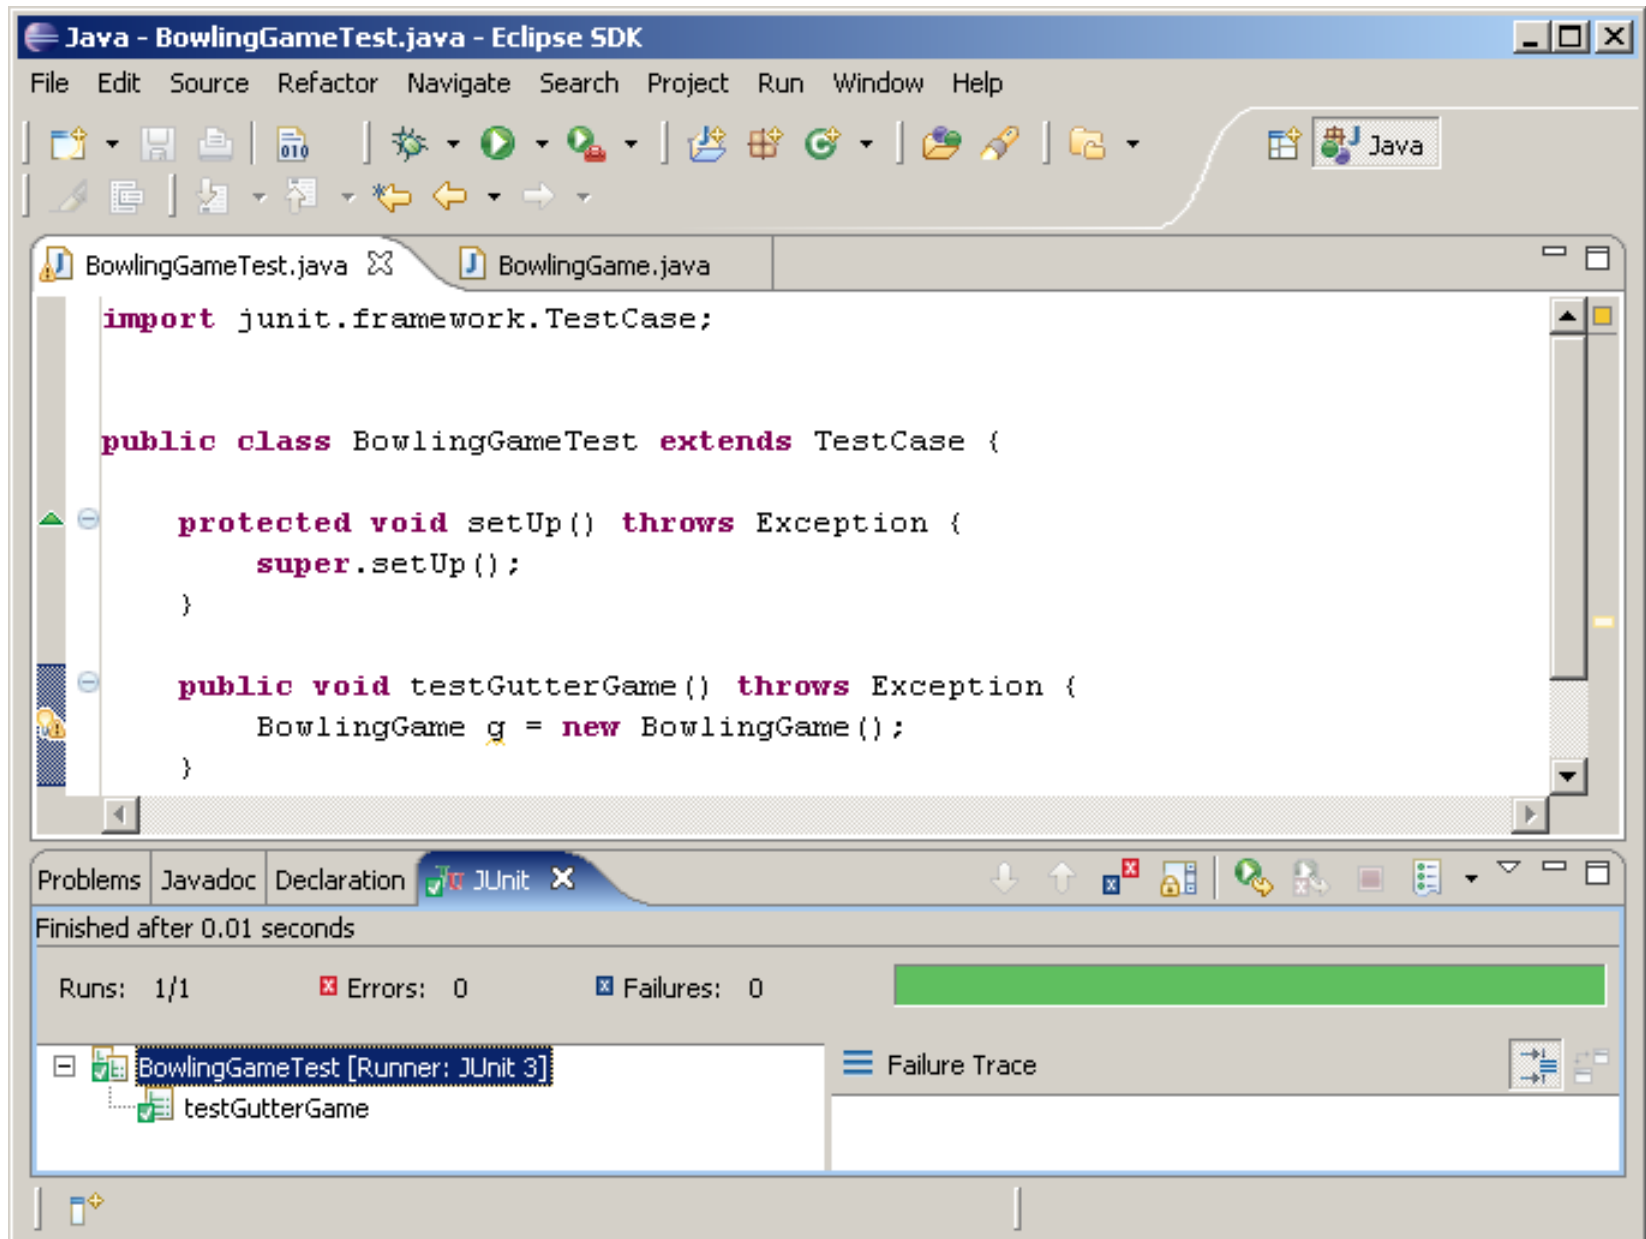 Java - BowlingGameTest.java - Eclipse SDK
File Edit Source Refactor Navigate Search Project Run Window Help
010
Java
BowlingGameTest.java BowlingGame.java
import junit.framework.TestCase;
public class BowlingGameTest extends TestCase {
protected void setUp() throws Exception {
super.setUp();
}
public void testGutterGame() throws Exception {
BowlingGame g = new BowlingGame();
}
Problems Javadoc Declaration JUnit
Finished after 0.01 seconds
Runs: 1/1 Errors: 0 Failures: 0
BowlingGameTest [Runner: JUnit 3] Failure Trace
testGutterGame